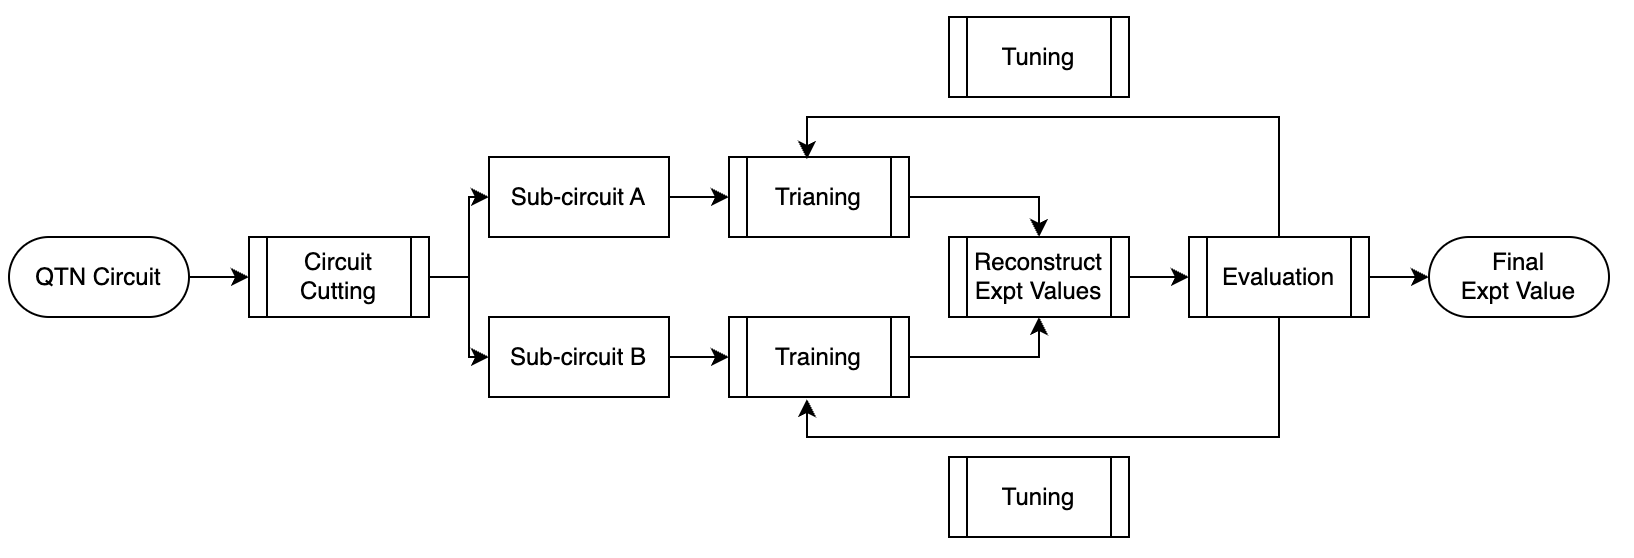 Tuning
Sub-circuit A
Trianing
QTN Circuit
Circuit
Cutting
Reconstruct
Expt Values
Evaluation
Final
Expt Value
Sub-circuit B
Training
Tuning